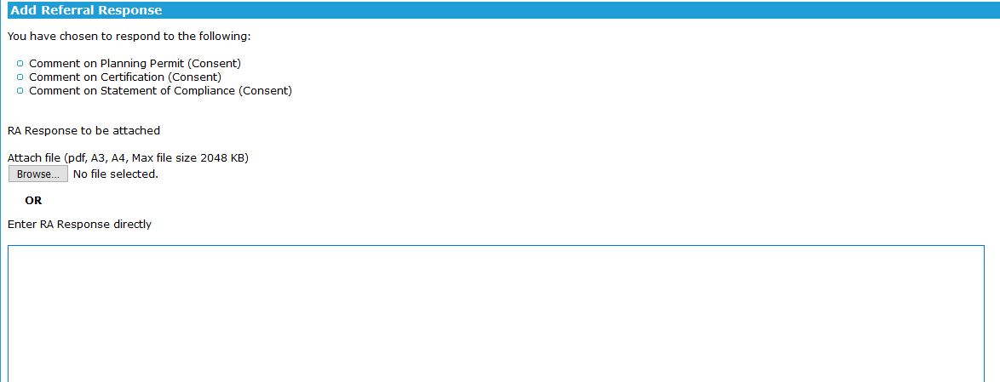 Add Referral Response
You have chosen to respond to the following:
Comment on Planning Permit (Consent)
Comment on Certification (Consent)
Comment on Statement of Compliance (Consent)
RA Response to be attached
Attach file (pdf, A3, A4, Max file size 2048 KB)
Browse... No file selected.
OR
Enter RA Response directly